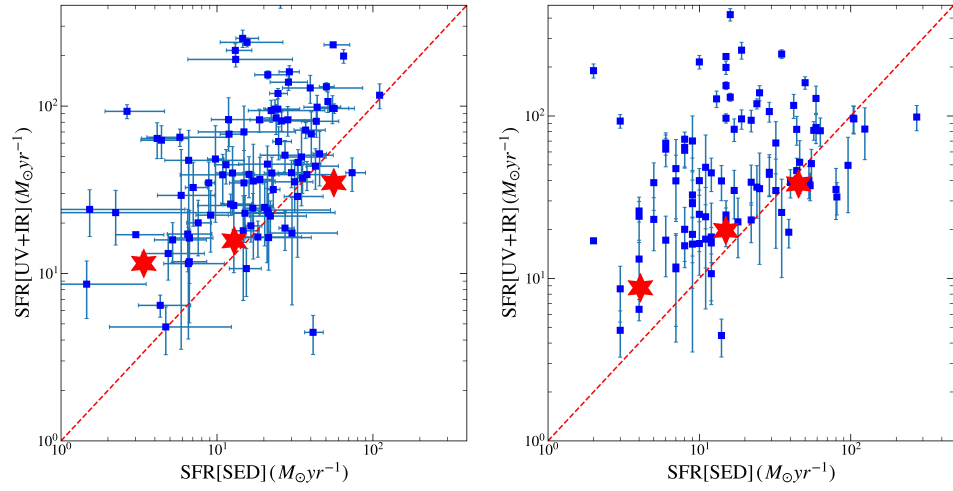 SFR[UV+IR] (M⊙yr⁻¹)
10²
10¹
10⁰
10⁰ 10¹ 10²
SFR[SED] (M⊙yr⁻¹)
SFR[UV+IR] (M⊙yr⁻¹)
10²
10¹
10⁰
10⁰ 10¹ 10²
SFR[SED] (M⊙yr⁻¹)